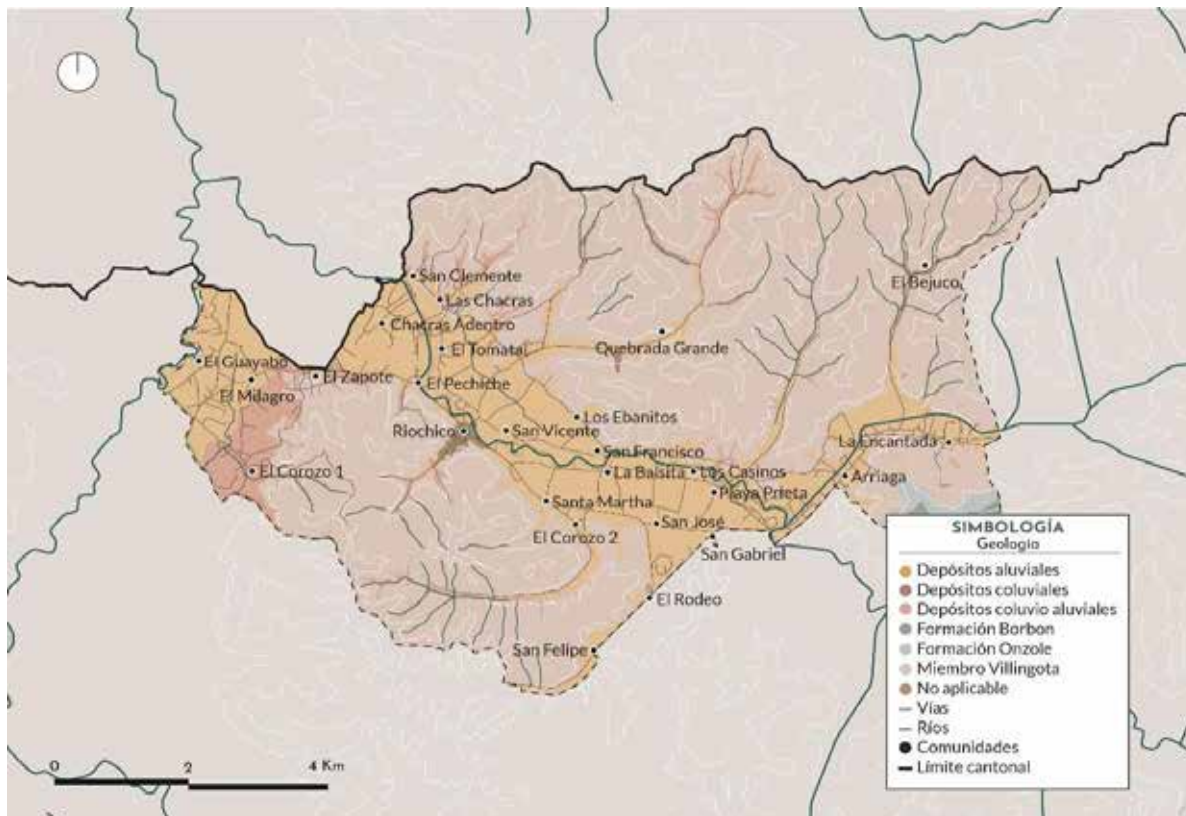 San Clemente
Las Chacras
Chacras Adentro
El Tomatal
El Bejuco
Quebrada Grande
El Guayabo
El Milagro
El Zapote
El Pechiche
Los Ebanitos
Riochico
San Vicente
San Francisco
La Encantada
El Corozo 1
La Balsita
Los Casinos
Arriaga
Playa Prieta
Santa Martha
San José
El Corozo 2
San Gabriel
El Rodeo
San Felipe
SIMBOLOGÍA
Geología
Depósitos aluviales
Depósitos coluviales
Depósitos coluvio aluviales
Formación Borbon
Formación Onzole
Miembro Villingota
No aplicable
Vías
Ríos
Comunidades
Límite cantonal
0 2 4 Km